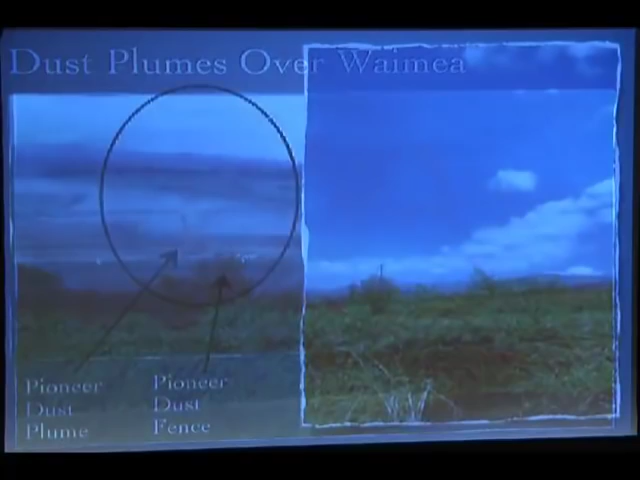 Dust Plumes Over Waimea
Pioneer
Dust
Plume
Pioneer
Dust
Fence